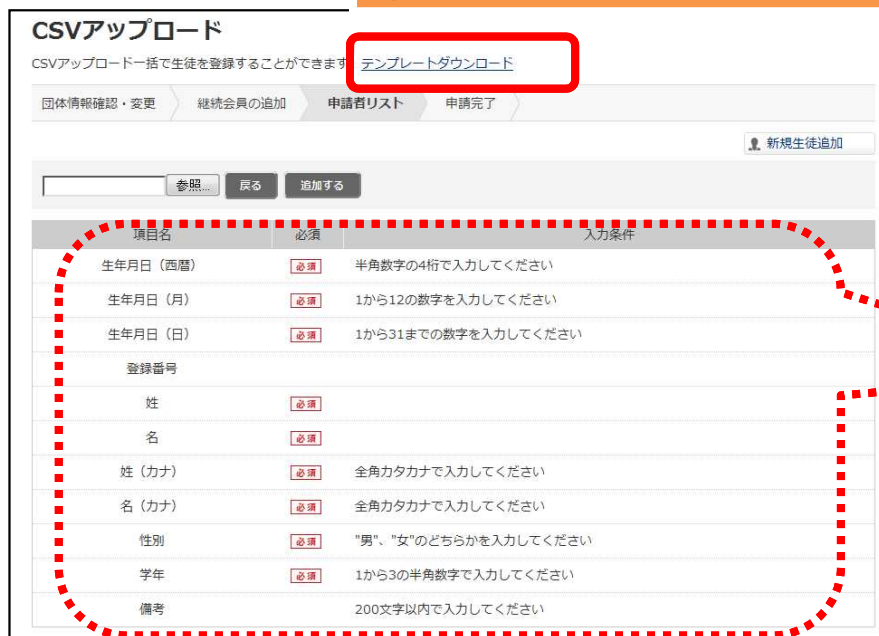 CSVアップロード
CSVアップロード一括で生徒を登録することができます テンプレートダウンロード
団体情報確認・変更 継続会員の追加 申請者リスト 申請完了
新規生徒追加
参照... 戻る 追加する
項目名 必須 入力条件
生年月日（西暦） 必須 半角数字の4桁で入力してください
生年月日（月） 必須 1から12の数字を入力してください
生年月日（日） 必須 1から31までの数字を入力してください
登録番号
姓 必須
名 必須
姓（カナ） 必須 全角カタカナで入力してください
名（カナ） 必須 全角カタカナで入力してください
性別 必須 "男"、"女"のどちらかを入力してください
学年 必須 1から3の半角数字で入力してください
備考 200文字以内で入力してください